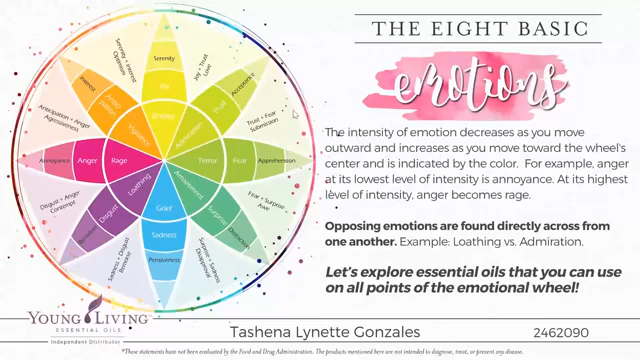 THE EIGHT BASIC
emotions
The intensity of emotion decreases as you move
outward and increases as you move toward the wheel's
center and is indicated by the color. For example, anger
at its lowest level of intensity is annoyance. At its highest
level of intensity, anger becomes rage.
Opposing emotions are found directly across from
one another. Example: Loathing vs. Admiration.
Let's explore essential oils that you can use
on all points of the emotional wheel!
Serenity
Joy
Ecstasy
Joy + Trust
Love
Acceptance
Trust
Admiration
Trust + Fear
Submission
Terror
Fear
Apprehension
Fear + Surprise
Awe
Amazement
Surprise
Distraction
Surprise + Sadness
Disapproval
Grief
Sadness
Pensiveness
Sadness + Disgust
Remorse
Loathing
Disgust
Boredom
Disgust + Anger
Contempt
Rage
Anger
Annoyance
Anticipation + Anger
Agressiveness
Vigilance
Interest
Serenity + Interest
Optimism
YOUNG LIVING
ESSENTIAL OILS
Independent Distributor
Tashena Lynette Gonzales
2462090
*These statements have not been evaluated by the Food and Drug Administration. The products mentioned here are not intended to diagnose, treat, or prevent any disease.